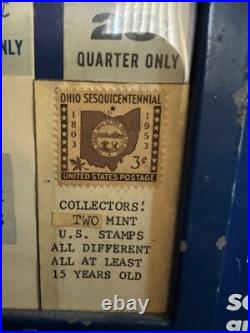 ONLY
QUARTER ONLY
OHIO SESQUICENTENNIAL
1803
1953
3¢
UNITED STATES POSTAGE
COLLECTORS!
TWO MINT
U.S. STAMPS
ALL DIFFERENT
ALL AT LEAST
15 YEARS OLD